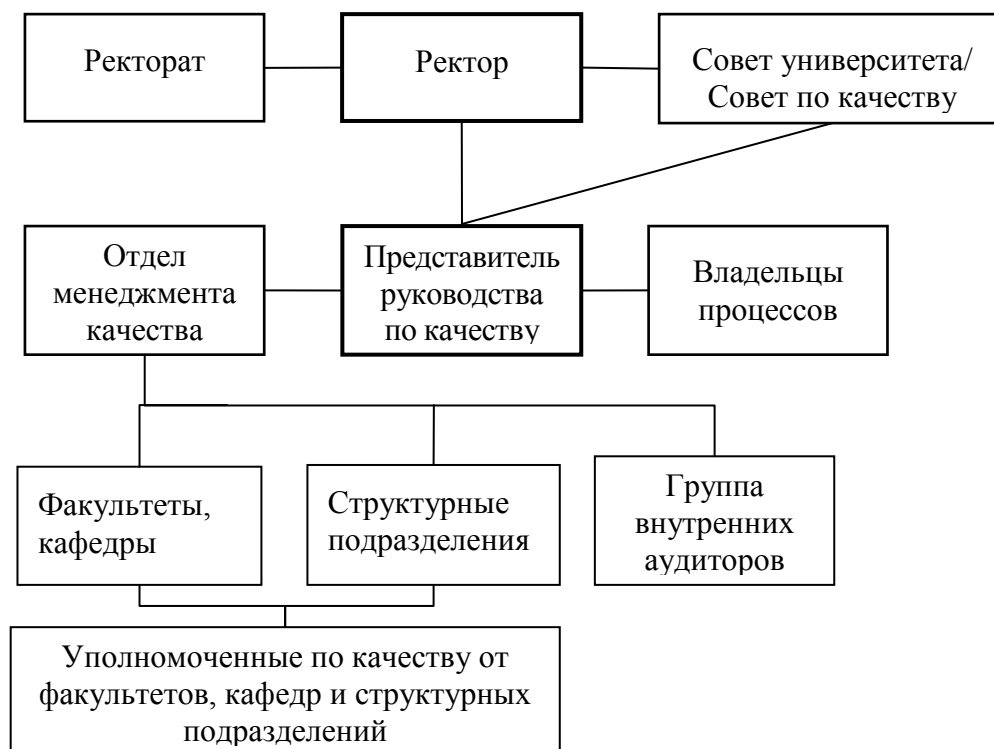 Ректорат
Ректор
Совет университета/
Совет по качеству
Отдел
менеджмента
качества
Представитель
руководства
по качеству
Владельцы
процессов
Факультеты,
кафедры
Структурные
подразделения
Группа
внутренних
аудиторов
Уполномоченные по качеству от
факультетов, кафедр и структурных
подразделений